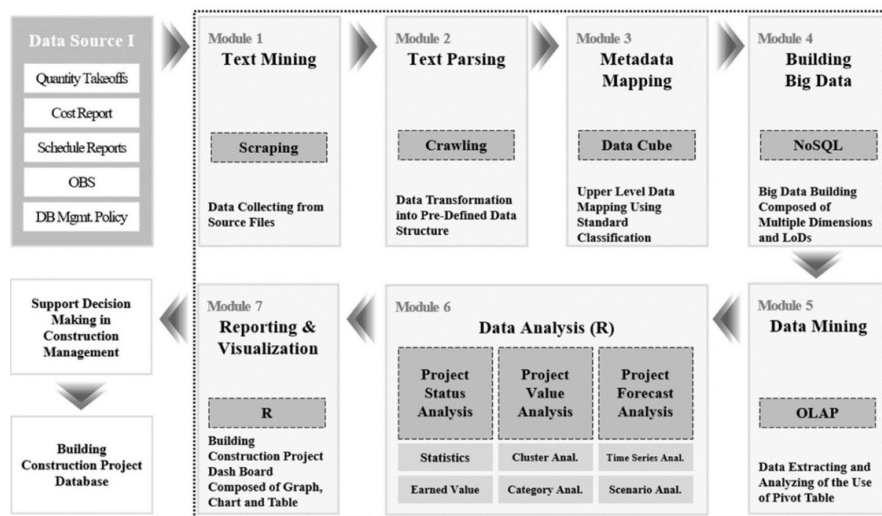 Data Source I
Quantity Takeoffs
Cost Report
Schedule Reports
OBS
DB Mgmt. Policy
Module 1
Text Mining
Scraping
Data Collecting from
Source Files
Module 2
Text Parsing
Crawling
Data Transformation
into Pre-Defined Data
Structure
Module 3
Metadata
Mapping
Data Cube
Upper Level Data
Mapping Using
Standard
Classification
Module 4
Building
Big Data
NoSQL
Big Data Building
Composed of
Multiple Dimensions
and LoDs
Module 5
Data Mining
OLAP
Data Extracting and
Analyzing of the Use
of Pivot Table
Module 6
Data Analysis (R)
Project
Status
Analysis
Statistics
Earned Value
Project
Value
Analysis
Cluster Anal.
Category Anal.
Project
Forecast
Analysis
Time Series Anal.
Scenario Anal.
Module 7
Reporting &
Visualization
R
Building
Construction Project
Dash Board
Composed of Graph,
Chart and Table
Support Decision
Making in
Construction
Management
Building
Construction Project
Database